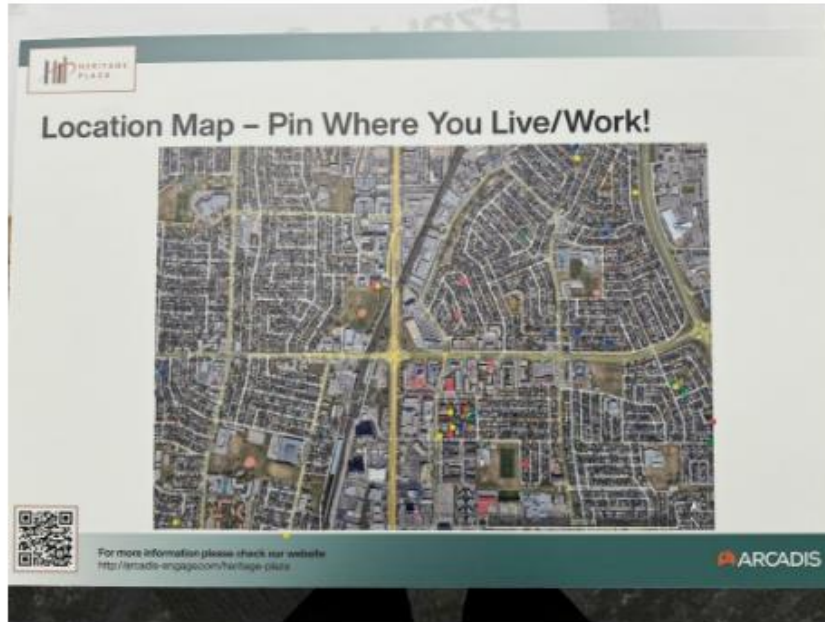 HERITAGE
PLAZA
Location Map – Pin Where You Live/Work!
For more information please check our website
http://arcadis-engage.com/heritage-plaza
ARCADIS